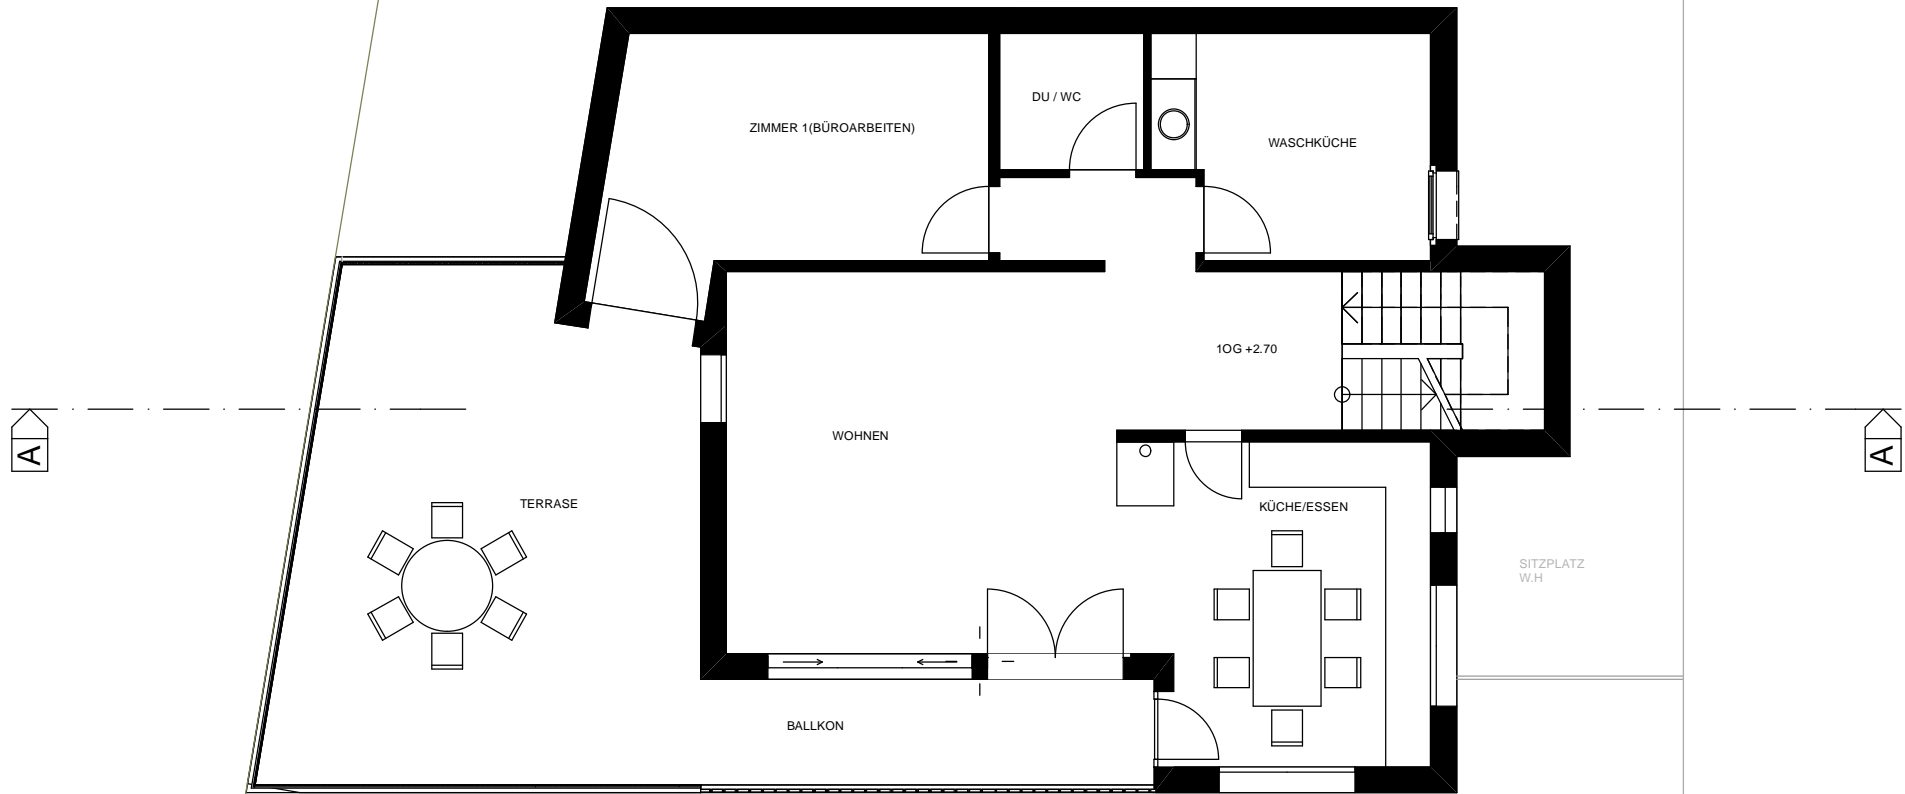 DU / WC
ZIMMER 1(BÜROARBEITEN)
WASCHKÜCHE
1OG +2.70
WOHNEN
A
A
TERRASE
KÜCHE/ESSEN
SITZPLATZ
W.H
BALLKON